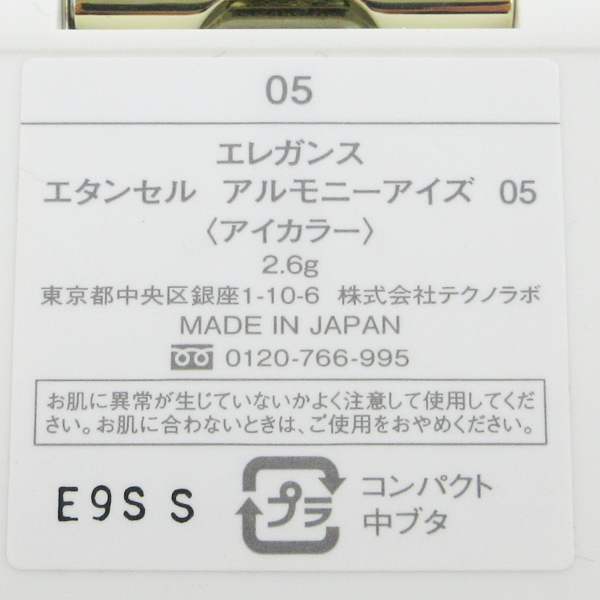 05
エレガンス
エタンセル アルモニーアイズ 05
〈アイカラー〉
2.6g
東京都中央区銀座1-10-6 株式会社テクノラボ
MADE IN JAPAN
0120-766-995
お肌に異常が生じていないかよく注意して使用してくだ
さい。お肌に合わないときは、ご使用をおやめください。
E9S S
プラ
コンパクト
中ブタ